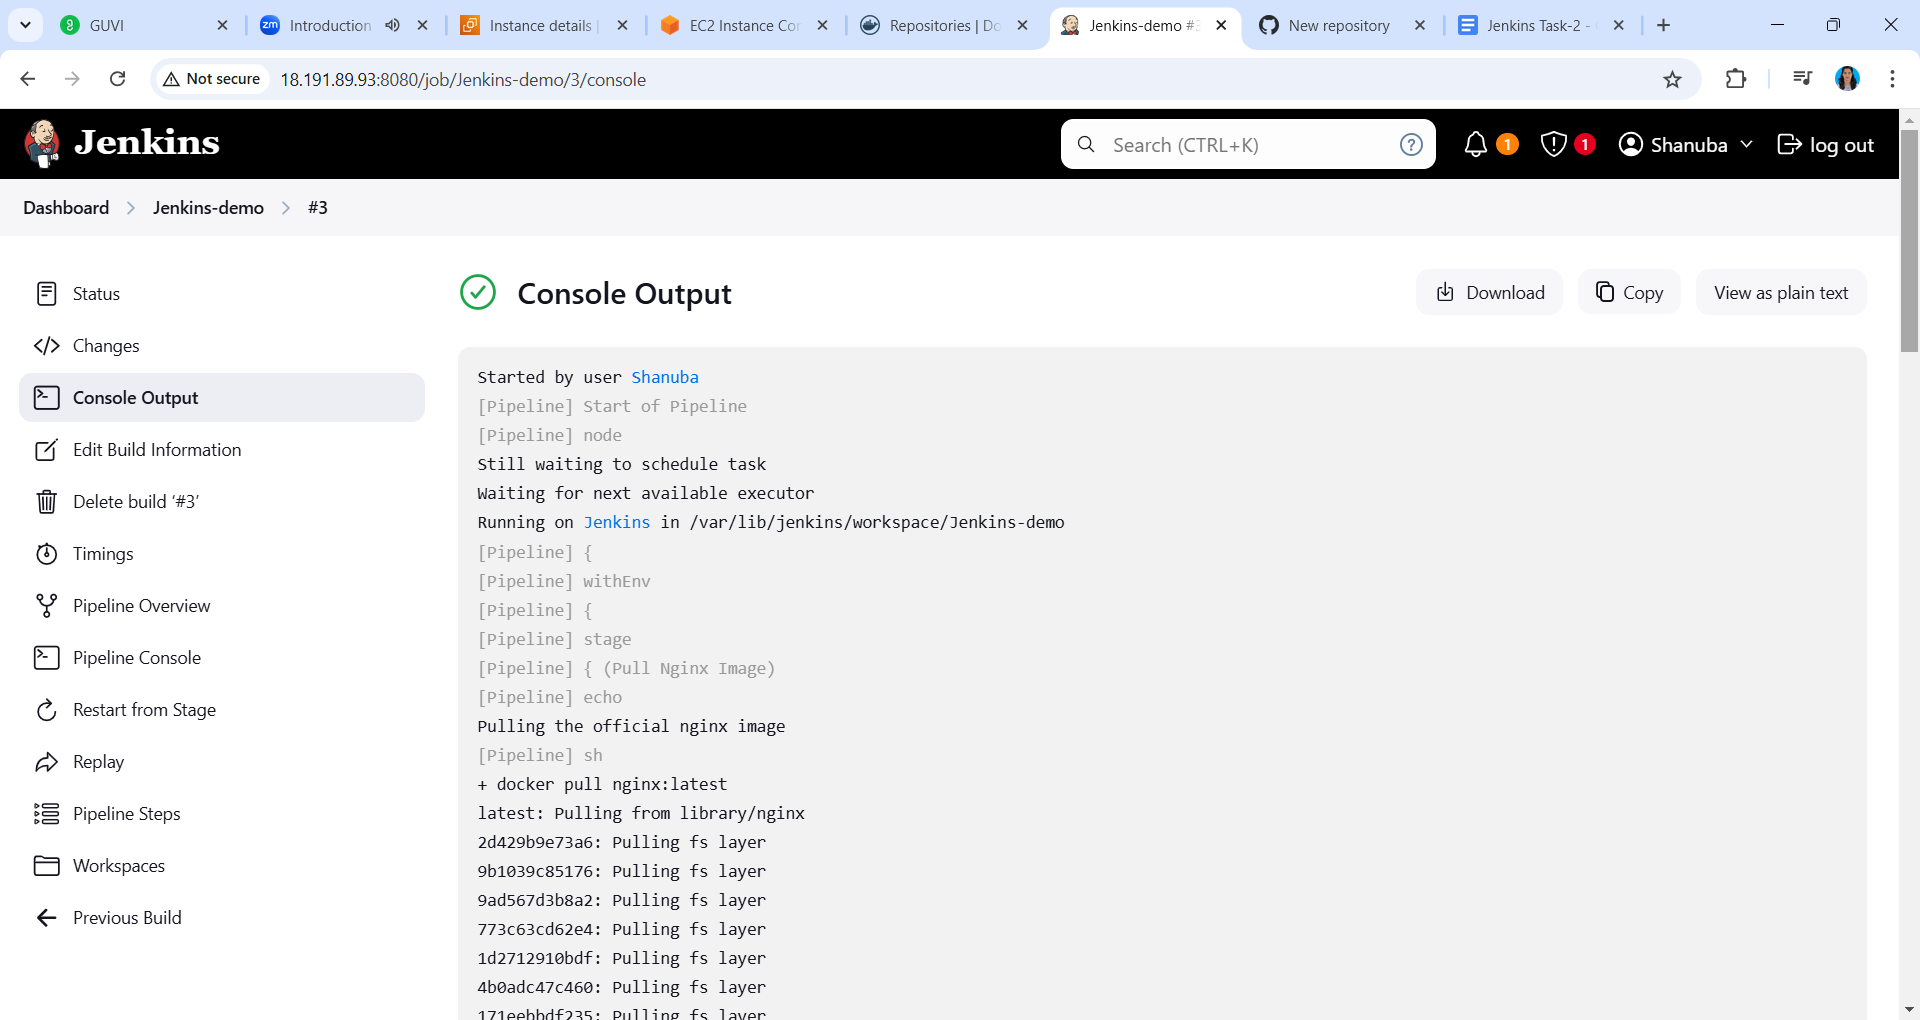 GUVI
zm Introduction
Instance details |
EC2 Instance Cor
Repositories | Do
Jenkins-demo #3
New repository
Jenkins Task-2 -
Not secure
18.191.89.93:8080/job/Jenkins-demo/3/console
Jenkins
Search (CTRL+K)
?
1
1
Shanuba
log out
Dashboard
Jenkins-demo
#3
Status
Changes
Console Output
Edit Build Information
Delete build ‘#3’
Timings
Pipeline Overview
Pipeline Console
Restart from Stage
Replay
Pipeline Steps
Workspaces
Previous Build
Console Output
Download
Copy
View as plain text
Started by user Shanuba
[Pipeline] Start of Pipeline
[Pipeline] node
Still waiting to schedule task
Waiting for next available executor
Running on Jenkins in /var/lib/jenkins/workspace/Jenkins-demo
[Pipeline] {
[Pipeline] withEnv
[Pipeline] {
[Pipeline] stage
[Pipeline] { (Pull Nginx Image)
[Pipeline] echo
Pulling the official nginx image
[Pipeline] sh
+ docker pull nginx:latest
latest: Pulling from library/nginx
2d429b9e73a6: Pulling fs layer
9b1039c85176: Pulling fs layer
9ad567d3b8a2: Pulling fs layer
773c63cd62e4: Pulling fs layer
1d2712910bdf: Pulling fs layer
4b0adc47c460: Pulling fs layer
171eebbdf235: Pulling fs layer